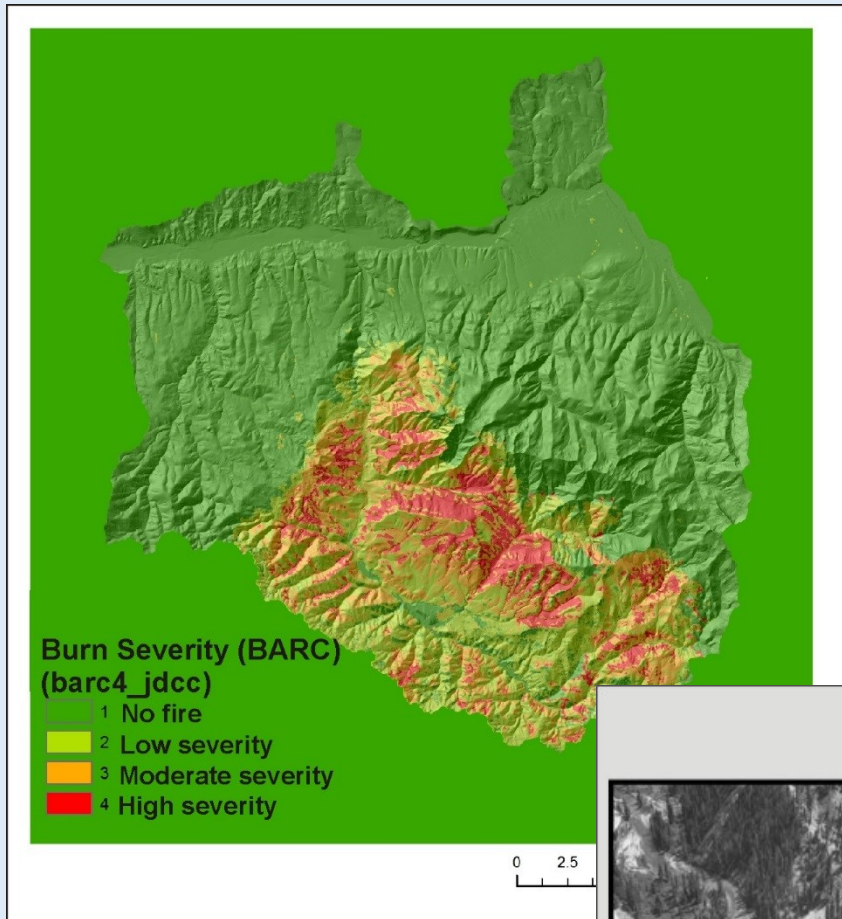 Burn Severity (BARC)
(barc4_jdcc)
1 No fire
2 Low severity
3 Moderate severity
4 High severity
0 2.5